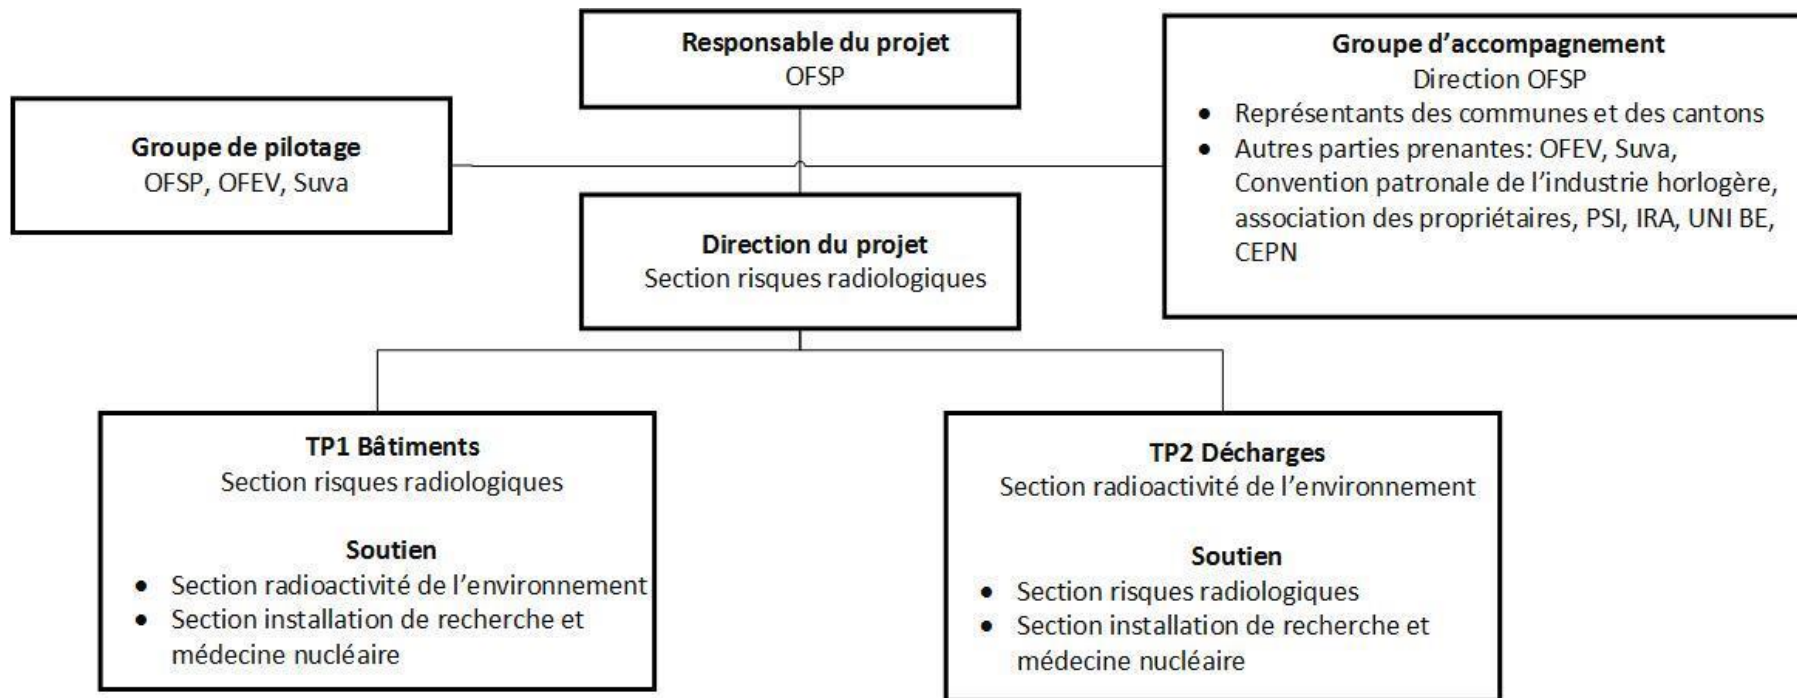 Responsable du projet
OFSP
Groupe d’accompagnement
Direction OFSP
• Représentants des communes et des cantons
• Autres parties prenantes: OFEV, Suva,
Convention patronale de l’industrie horlogère,
association des propriétaires, PSI, IRA, UNI BE,
CEPN
Groupe de pilotage
OFSP, OFEV, Suva
Direction du projet
Section risques radiologiques
TP1 Bâtiments
Section risques radiologiques
Soutien
• Section radioactivité de l’environnement
• Section installation de recherche et
médecine nucléaire
TP2 Décharges
Section radioactivité de l’environnement
Soutien
• Section risques radiologiques
• Section installation de recherche et
médecine nucléaire